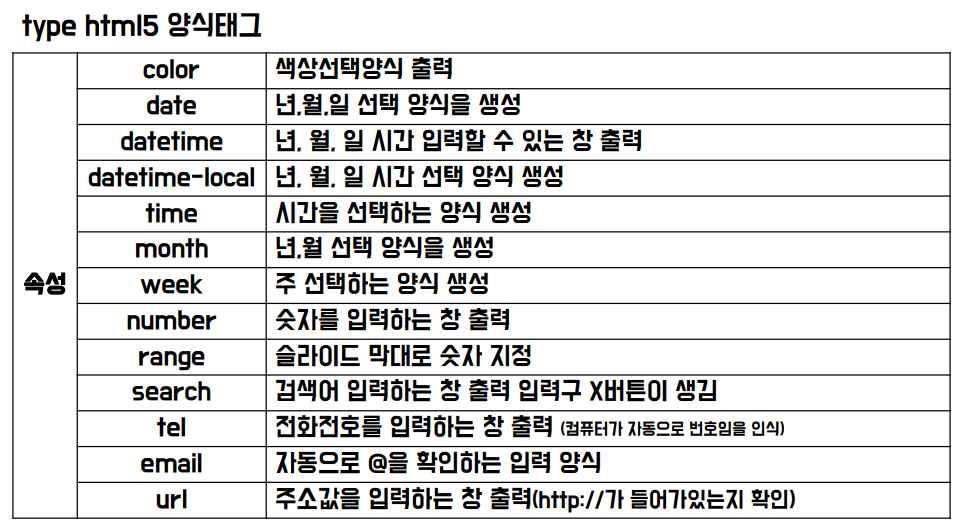 type html5 양식태그
속성
color 색상선택양식 출력
date 년,월,일 선택 양식을 생성
datetime 년, 월, 일 시간 입력할 수 있는 창 출력
datetime-local 년, 월, 일 시간 선택 양식 생성
time 시간을 선택하는 양식 생성
month 년,월 선택 양식을 생성
week 주 선택하는 양식 생성
number 숫자를 입력하는 창 출력
range 슬라이드 막대로 숫자 지정
search 검색어 입력하는 창 출력 입력구 X버튼이 생김
tel 전화전호를 입력하는 창 출력 (컴퓨터가 자동으로 번호임을 인식)
email 자동으로 @을 확인하는 입력 양식
url 주소값을 입력하는 창 출력(http://가 들어가있는지 확인)